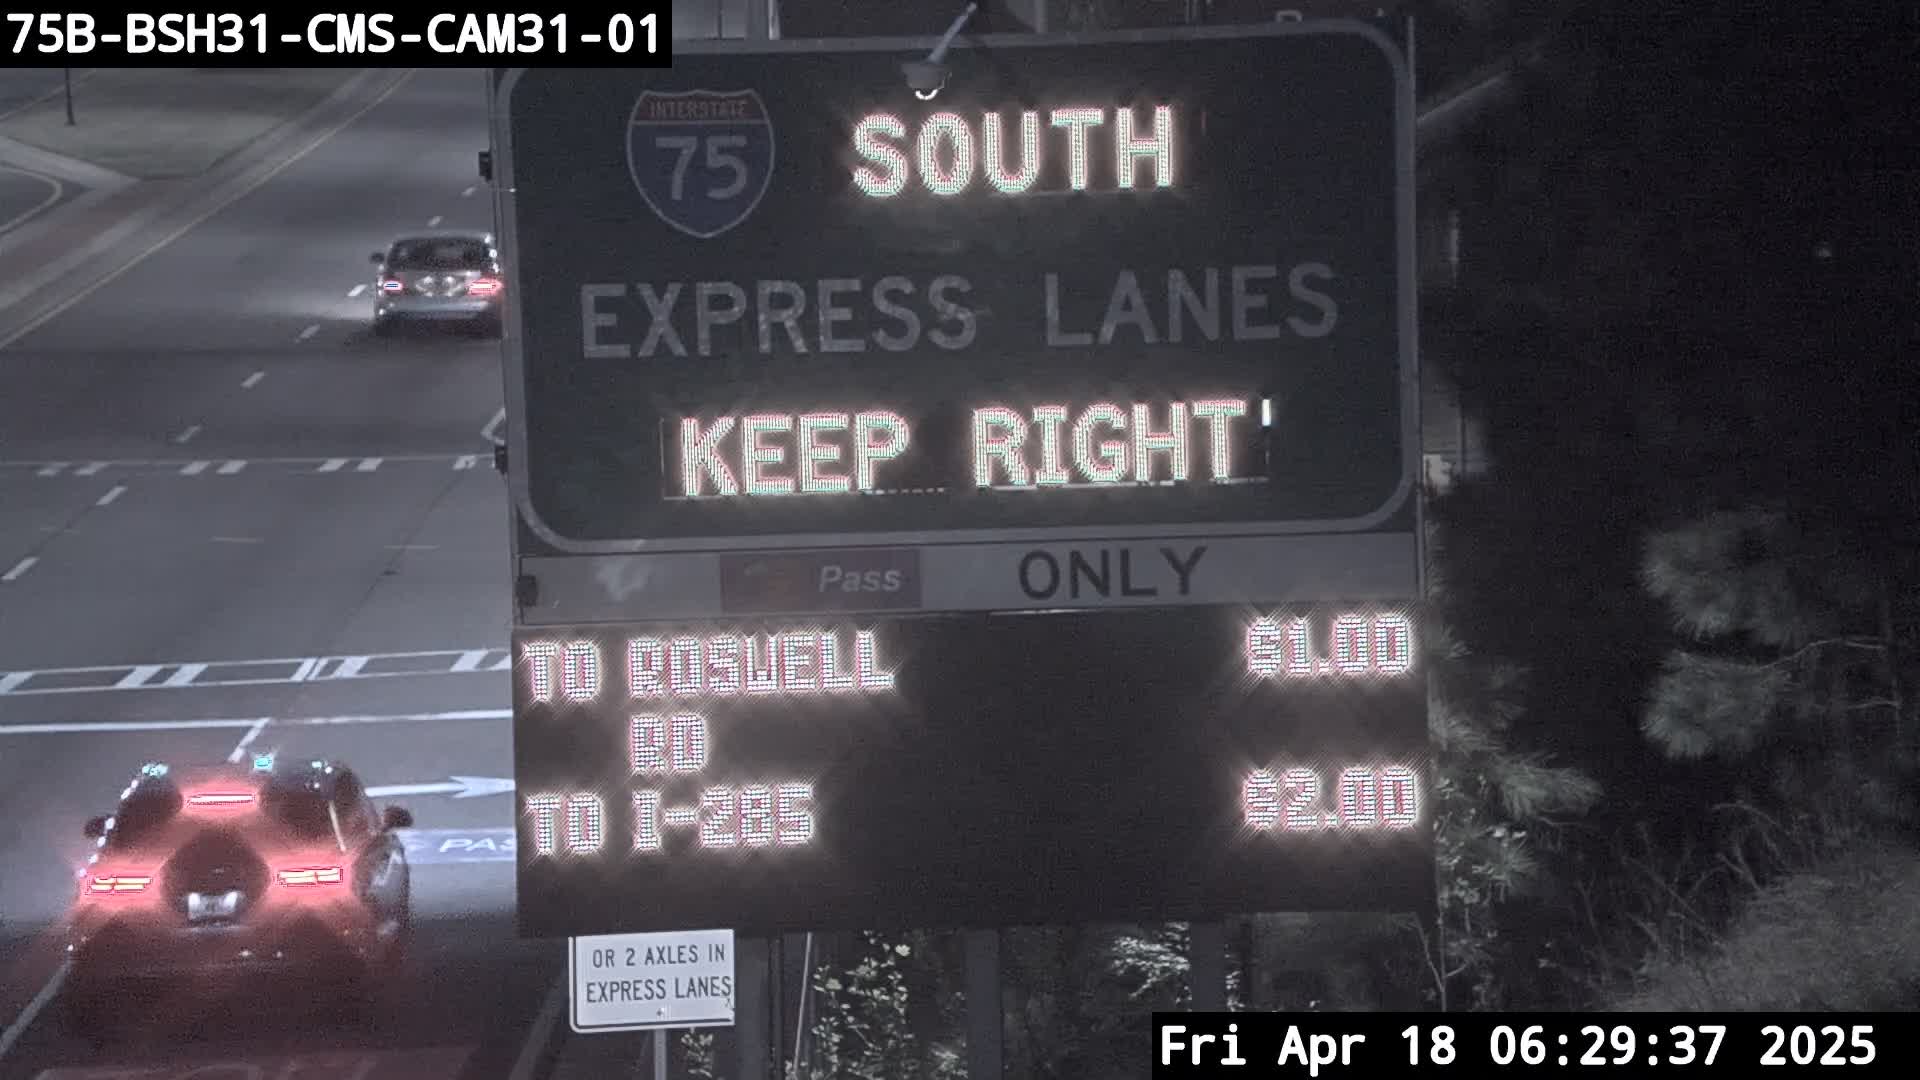 75B-BSH31-CMS-CAM31-01
INTERSTATE
75
SOUTH
EXPRESS LANES
KEEP RIGHT
Pass ONLY
TO ROSWELL $1.00
RD
TO I-285 $2.00
PAS
OR 2 AXLES IN
EXPRESS LANES
Fri Apr 18 06:29:37 2025